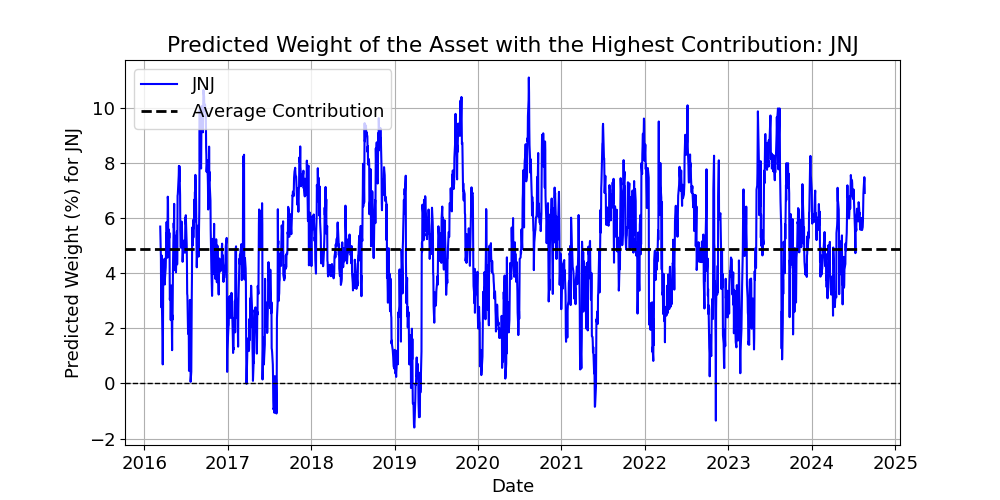 Predicted Weight of the Asset with the Highest Contribution: JNJ
JNJ
Average Contribution
Predicted Weight (%) for JNJ
10
8
6
4
2
0
−2
2016 2017 2018 2019 2020 2021 2022 2023 2024 2025
Date